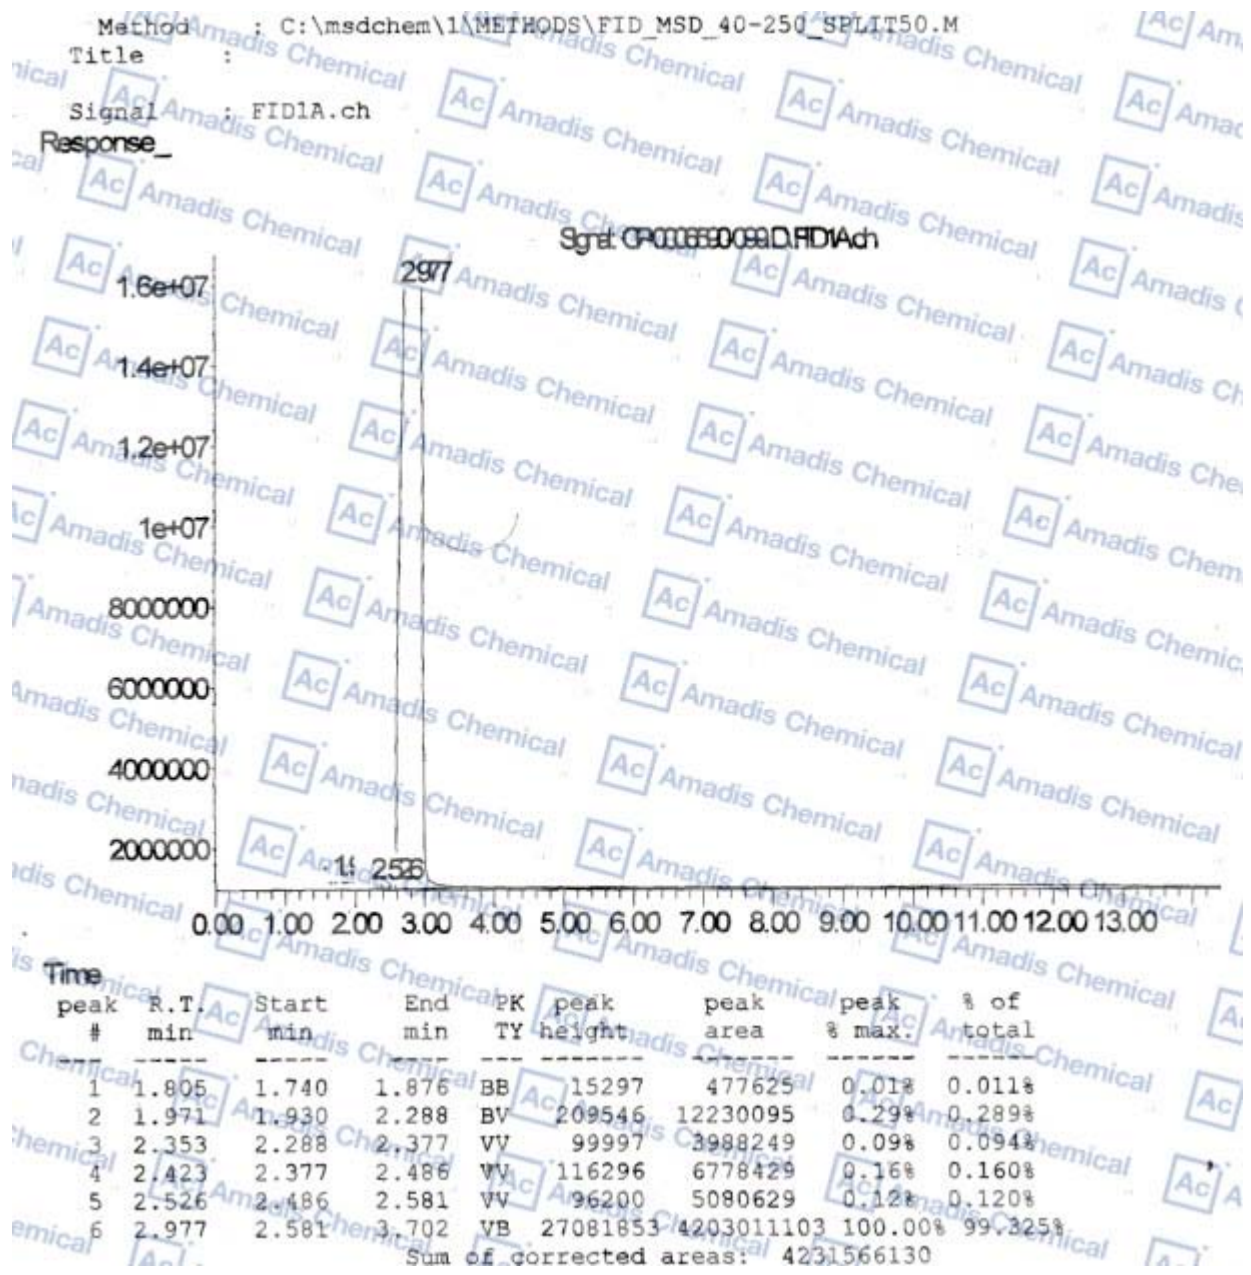 Method : C:\msdchem\1\METHODS\FID_MSD_40-250_SPLIT50.M
Title :
Signal : FID1A.ch
Response_
FID1A.ch
2.977
1.6e+07
1.4e+07
1.2e+07
1e+07
8000000
6000000
4000000
2000000
0.00 1.00 2.00 3.00 4.00 5.00 6.00 7.00 8.00 9.00 10.00 11.00 12.00 13.00
Time
peak R.T. Start End PK peak peak peak % of
# min min min TY height area % max. total
1 1.805 1.740 1.876 BB 15297 477625 0.01% 0.011%
2 1.971 1.930 2.288 BV 209546 12230095 0.29% 0.289%
3 2.353 2.288 2.377 VV 99997 3988249 0.09% 0.094%
4 2.423 2.377 2.486 VV 116296 6778429 0.16% 0.160%
5 2.526 2.486 2.581 VV 96200 5080629 0.12% 0.120%
6 2.977 2.581 3.702 VB 27081853 4203011103 100.00% 99.325%
Sum of corrected areas: 4231566130
Ac Amadis Chemical